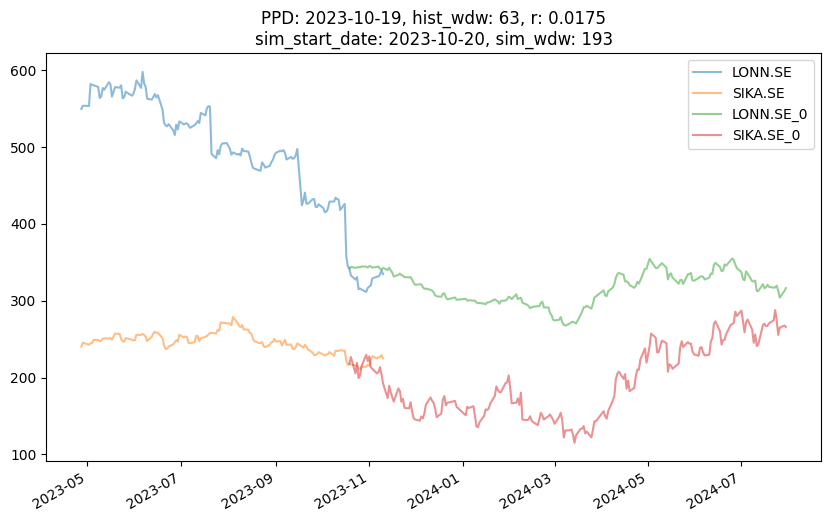 PPD: 2023-10-19, hist_wdw: 63, r: 0.0175
sim_start_date: 2023-10-20, sim_wdw: 193
LONN.SE
SIKA.SE
LONN.SE_0
SIKA.SE_0
600
500
400
300
200
100
2023-05
2023-07
2023-09
2023-11
2024-01
2024-03
2024-05
2024-07